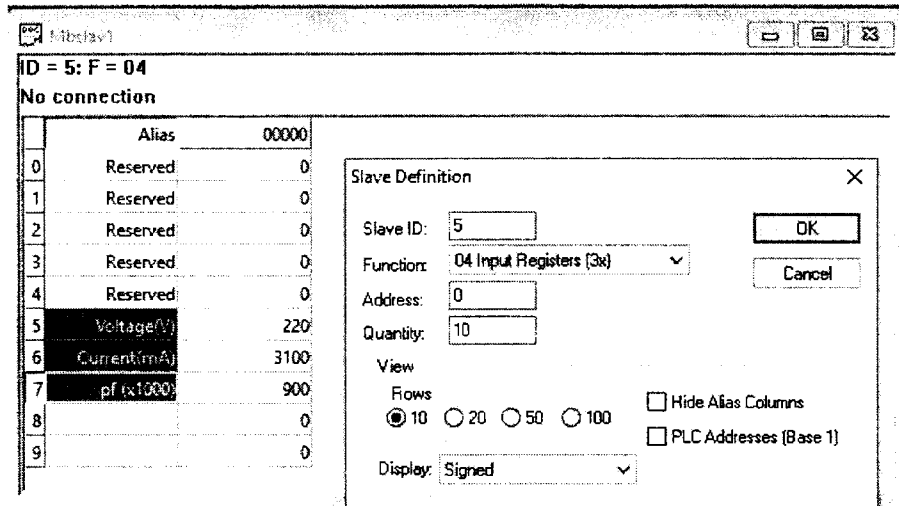 Mbslav1
ID = 5: F = 04
No connection
Alias 00000
0 Reserved 0
1 Reserved 0
2 Reserved 0
3 Reserved 0
4 Reserved 0
5 Voltage(V) 220
6 Current(mA) 3100
7 pf (x1000) 900
8 0
9 0
Slave Definition
Slave ID: 5
OK
Function: 04 Input Registers (3x)
Cancel
Address: 0
Quantity: 10
View
Rows
10 20 50 100
Hide Alias Columns
PLC Addresses (Base 1)
Display: Signed